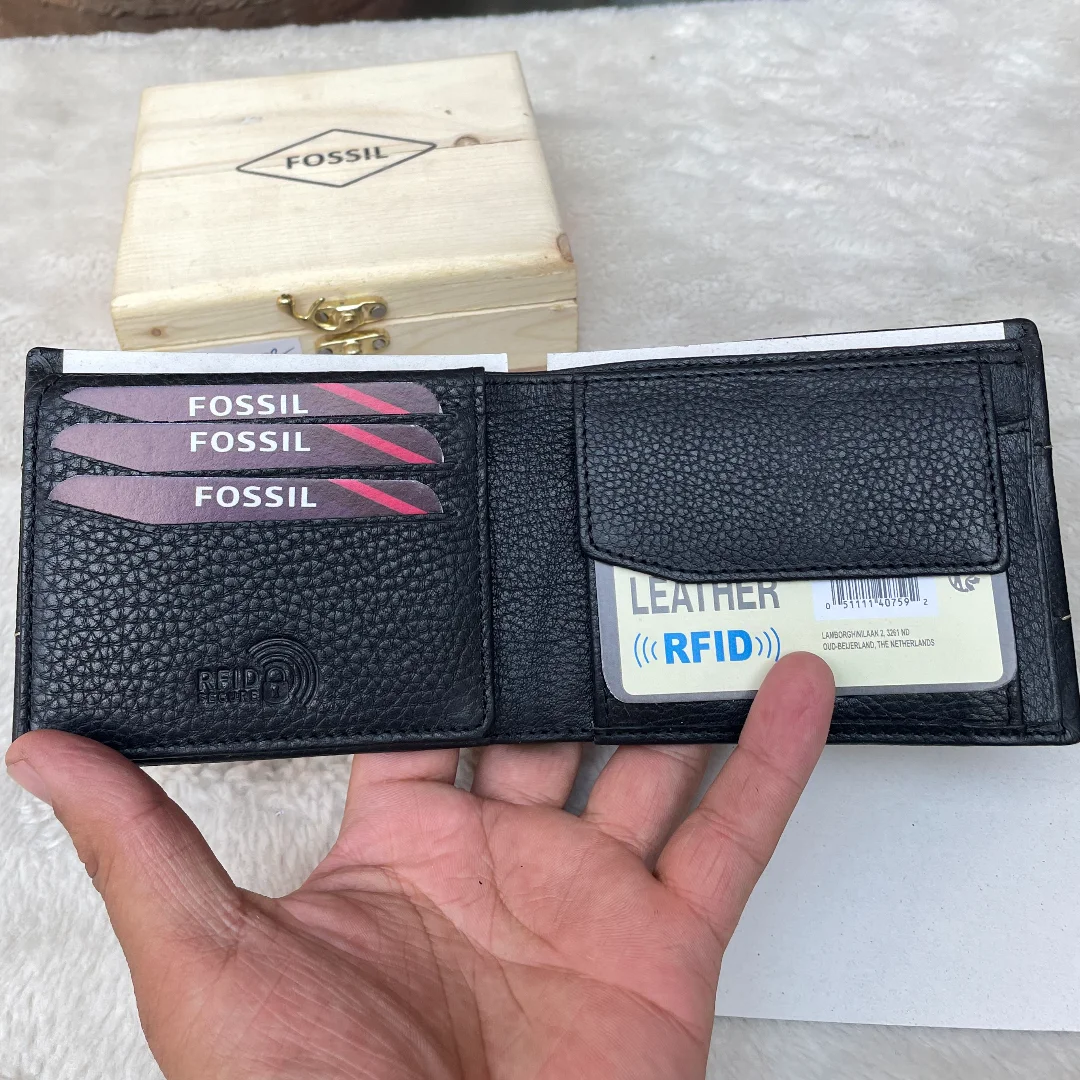 FOSSIL
FOSSIL
FOSSIL
FOSSIL
RFID
SECURE
LEATHER
0 51111 40759 2
((( RFID )))
LAMBORGHINILAAN 2, 3261 ND
OUD-BEIJERLAND, THE NETHERLANDS